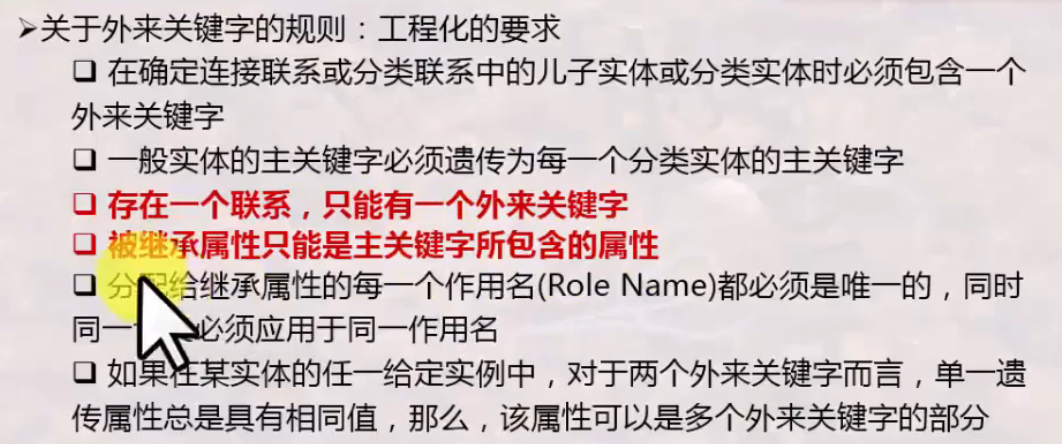 ➢关于外来关键字的规则：工程化的要求
❑ 在确定连接联系或分类联系中的儿子实体或分类实体时必须包含一个
外来关键字
❑ 一般实体的主关键字必须遗传为每一个分类实体的主关键字
❑ 存在一个联系，只能有一个外来关键字
❑ 被继承属性只能是主关键字所包含的属性
❑ 分配给继承属性的每一个作用名(Role Name)都必须是唯一的，同时
同一 必须应用于同一作用名
❑ 如果在某实体的任一给定实例中，对于两个外来关键字而言，单一遗
传属性总是具有相同值，那么，该属性可以是多个外来关键字的部分